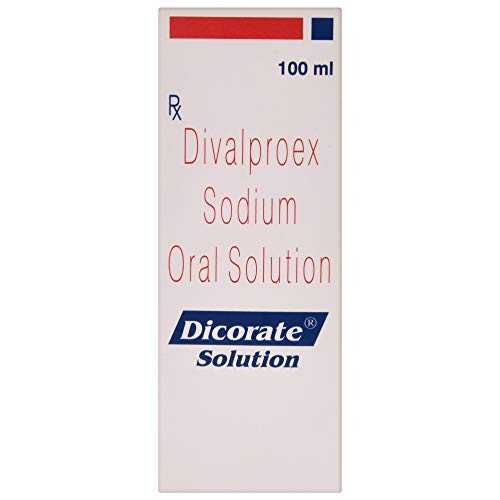 100 ml
Rx
Divalproex
Sodium
Oral Solution
Dicorate®
Solution